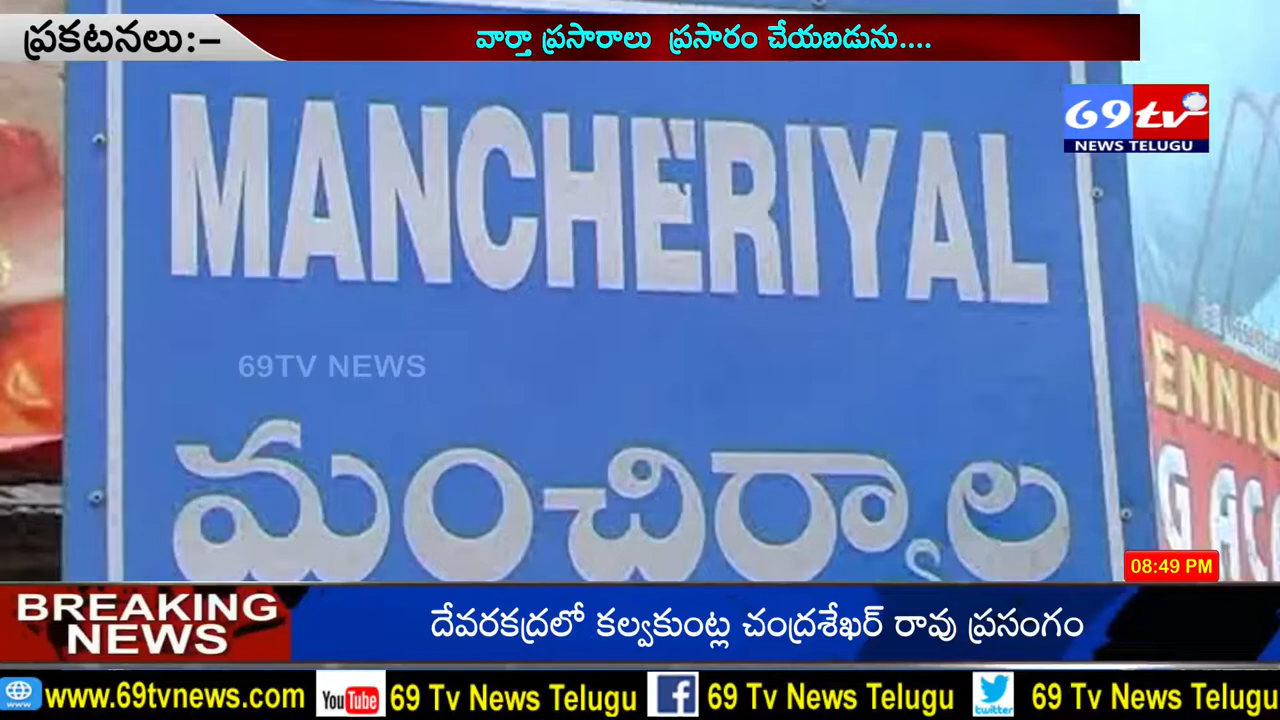 ప్రకటనలు:–
వార్తా ప్రసారాలు ప్రసారం చేయబడును....
69tv
NEWS TELUGU
MANCHERIYAL
69TV NEWS
మంచిర్యాల
ENNIU
G ACC
08:49 PM
BREAKING NEWS
దేవరకద్రలో కల్వకుంట్ల చంద్రశేఖర్ రావు ప్రసంగం
www.69tvnews.com YouTube 69 Tv News Telugu 69 Tv News Telugu twitter 69 Tv News Telugu